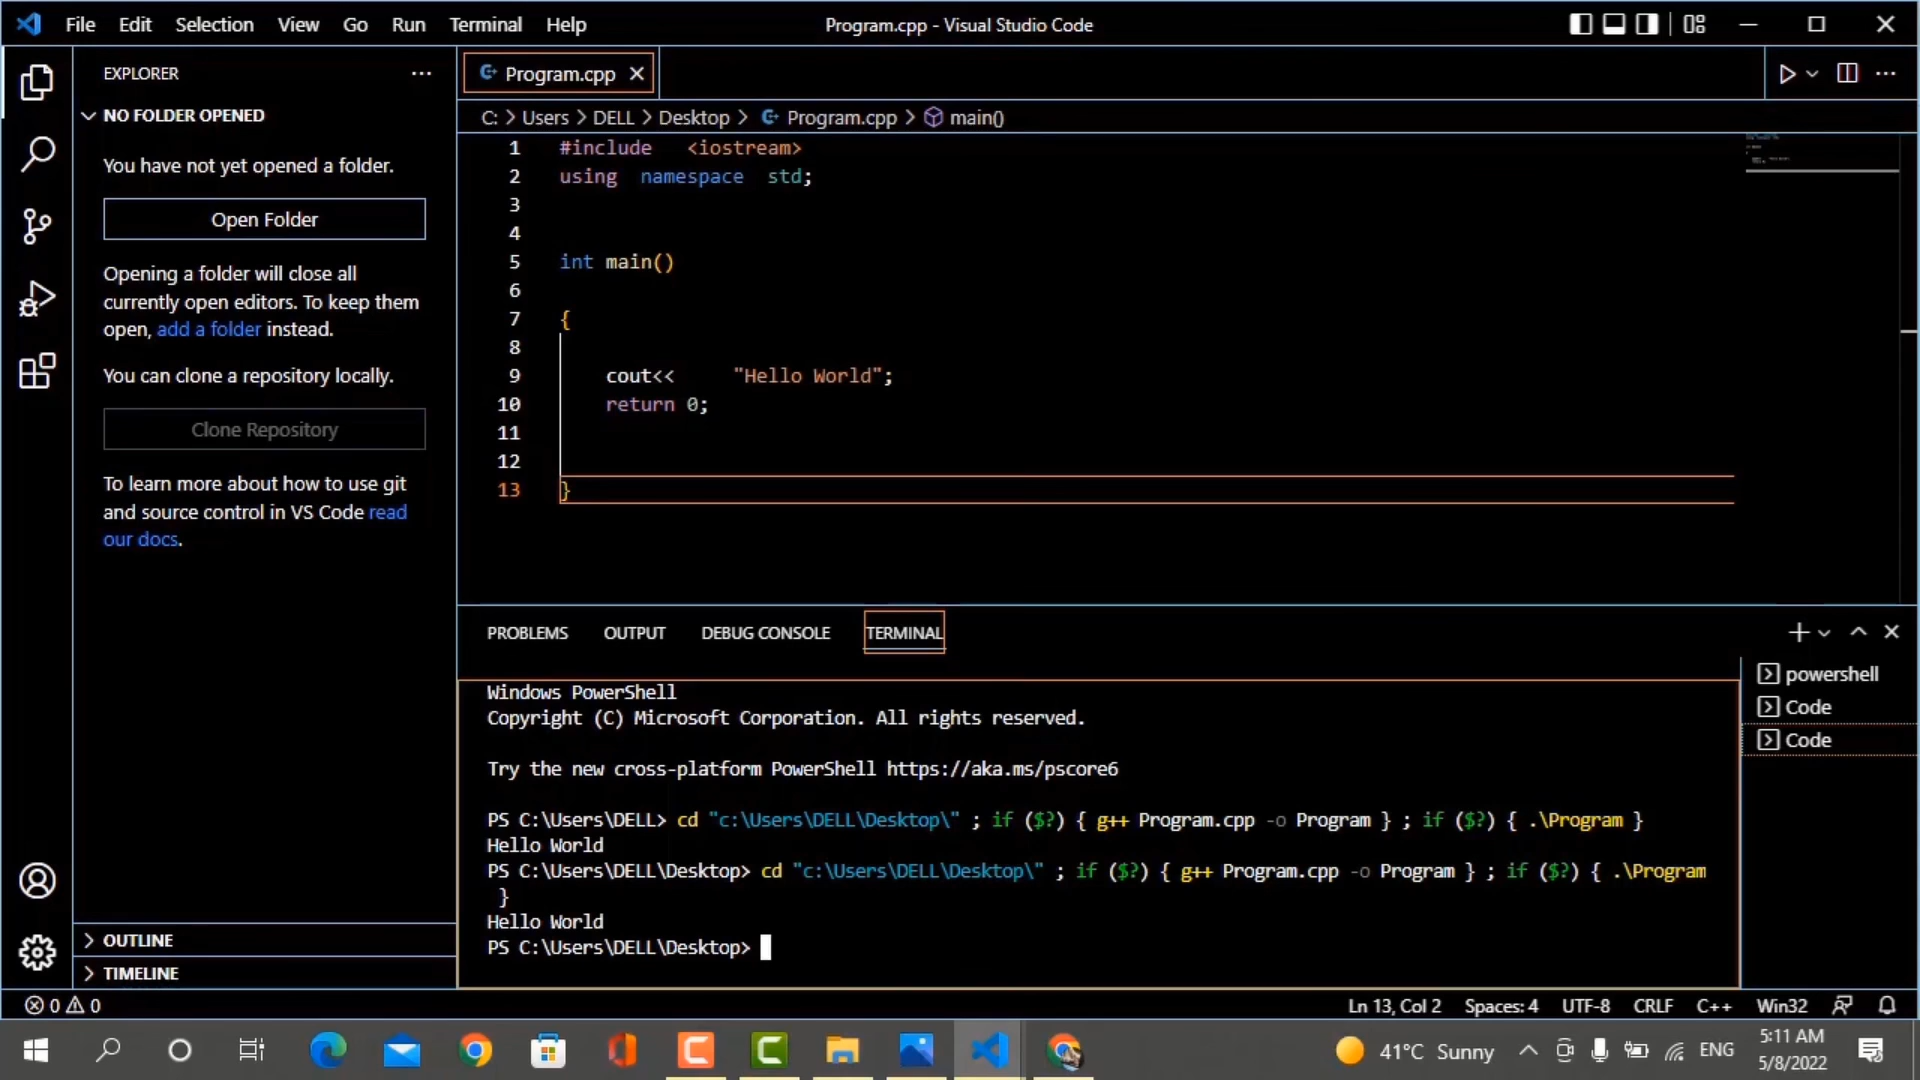 File Edit Selection View Go Run Terminal Help
Program.cpp - Visual Studio Code
EXPLORER
NO FOLDER OPENED
You have not yet opened a folder.
Open Folder
Opening a folder will close all
currently open editors. To keep them
open, add a folder instead.
You can clone a repository locally.
Clone Repository
To learn more about how to use git
and source control in VS Code read
our docs.
OUTLINE
TIMELINE
Program.cpp
C: > Users > DELL > Desktop > Program.cpp > main()
1 #include   <iostream>
2 using  namespace  std;
3
4
5 int main()
6
7 {
8
9     cout<<     "Hello World";
10     return 0;
11
12
13 }
PROBLEMS OUTPUT DEBUG CONSOLE TERMINAL
Windows PowerShell
Copyright (C) Microsoft Corporation. All rights reserved.
Try the new cross-platform PowerShell https://aka.ms/pscore6
PS C:\Users\DELL> cd "c:\Users\DELL\Desktop\" ; if ($?) { g++ Program.cpp -o Program } ; if ($?) { .\Program }
Hello World
PS C:\Users\DELL\Desktop> cd "c:\Users\DELL\Desktop\" ; if ($?) { g++ Program.cpp -o Program } ; if ($?) { .\Program
}
Hello World
PS C:\Users\DELL\Desktop>
powershell
Code
Code
0 0
Ln 13, Col 2 Spaces: 4 UTF-8 CRLF C++ Win32
41°C Sunny
ENG
5:11 AM
5/8/2022